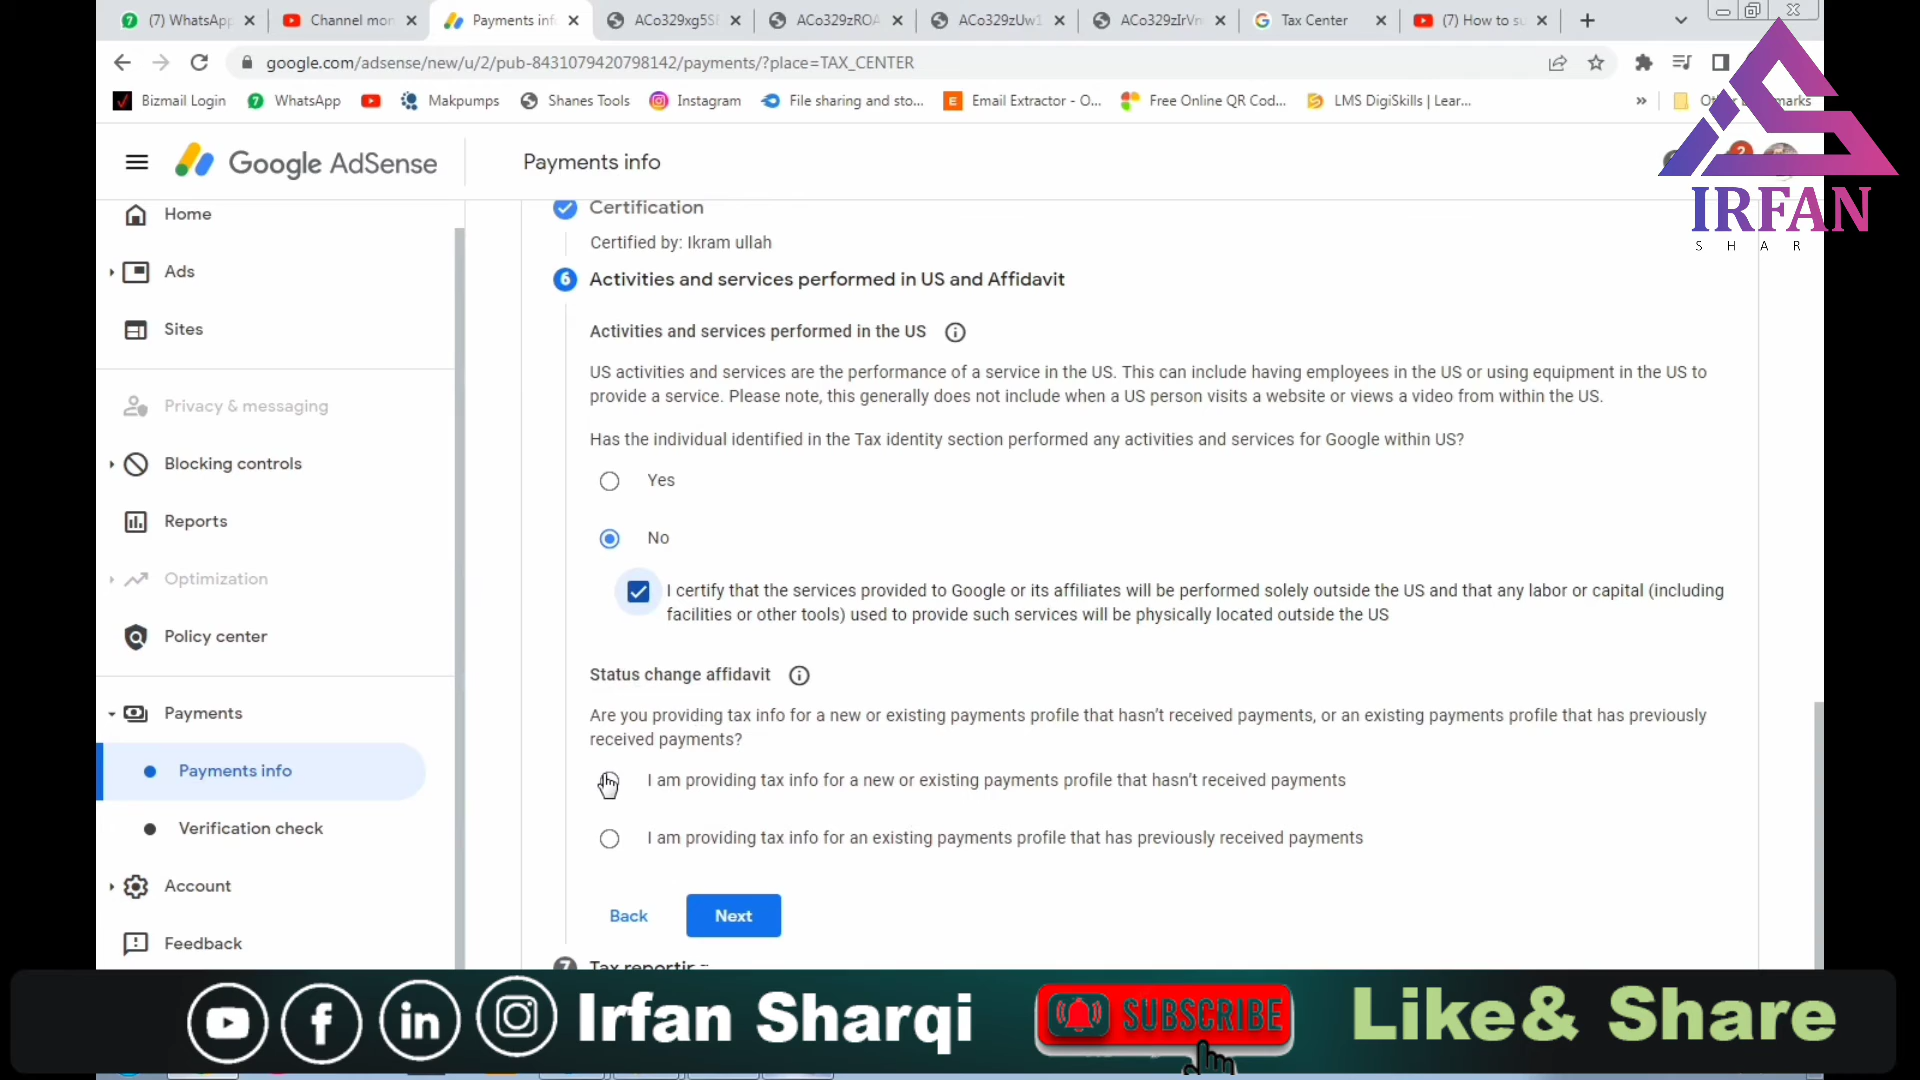 (7) WhatsApp
Channel mon
Payments inf
ACo329xg5S
ACo329zROA
ACo329zUw1
ACo329zIrVn
Tax Center
(7) How to su
google.com/adsense/new/u/2/pub-8431079420798142/payments/?place=TAX_CENTER
Bizmail Login
WhatsApp
Makpumps
Shanes Tools
Instagram
File sharing and sto...
Email Extractor - O...
Free Online QR Cod...
LMS DigiSkills | Lear...
Google AdSense
Payments info
2
IRFAN
S H A R
Home
Ads
Sites
Privacy & messaging
Blocking controls
Reports
Optimization
Policy center
Payments
Payments info
Verification check
Account
Feedback
Certification
Certified by: Ikram ullah
6 Activities and services performed in US and Affidavit
Activities and services performed in the US
US activities and services are the performance of a service in the US. This can include having employees in the US or using equipment in the US to
provide a service. Please note, this generally does not include when a US person visits a website or views a video from within the US.
Has the individual identified in the Tax identity section performed any activities and services for Google within US?
Yes
No
I certify that the services provided to Google or its affiliates will be performed solely outside the US and that any labor or capital (including
facilities or other tools) used to provide such services will be physically located outside the US
Status change affidavit
Are you providing tax info for a new or existing payments profile that hasn't received payments, or an existing payments profile that has previously
received payments?
I am providing tax info for a new or existing payments profile that hasn't received payments
I am providing tax info for an existing payments profile that has previously received payments
Back
Next
7 Tax reportin
Irfan Sharqi
SUBSCRIBE
Like& Share